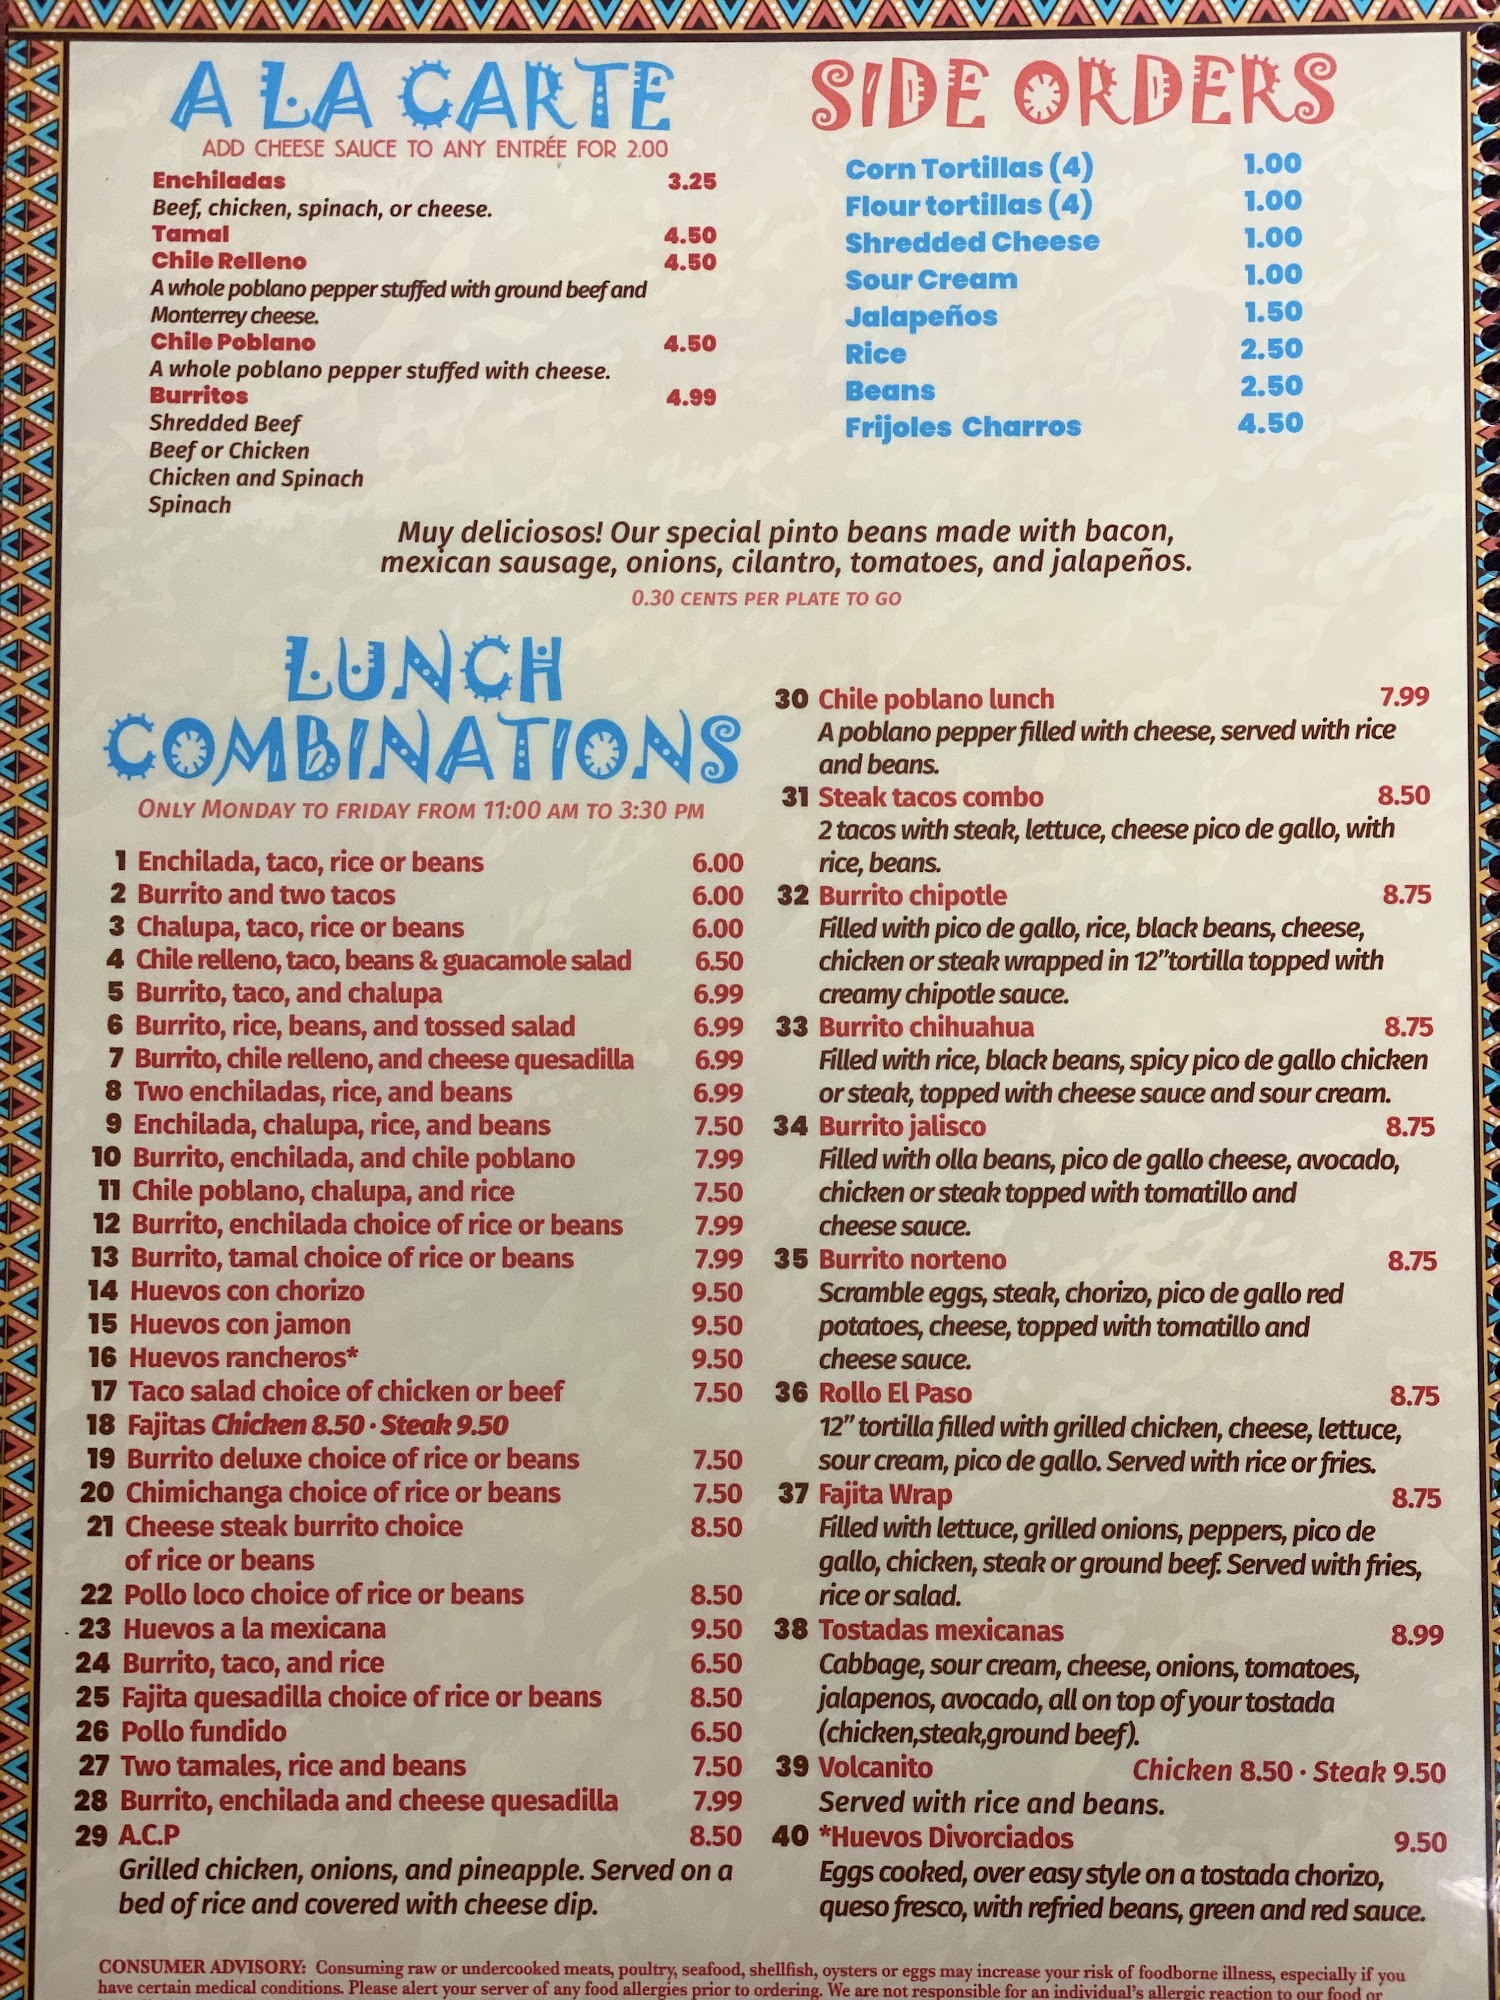 A LA CARTE
ADD CHEESE SAUCE TO ANY ENTRÉE FOR 2.00
Enchiladas 3.25
Beef, chicken, spinach, or cheese.
Tamal 4.50
Chile Relleno 4.50
A whole poblano pepper stuffed with ground beef and
Monterrey cheese.
Chile Poblano 4.50
A whole poblano pepper stuffed with cheese.
Burritos 4.99
Shredded Beef
Beef or Chicken
Chicken and Spinach
Spinach
SIDE ORDERS
Corn Tortillas (4) 1.00
Flour tortillas (4) 1.00
Shredded Cheese 1.00
Sour Cream 1.00
Jalapeños 1.50
Rice 2.50
Beans 2.50
Frijoles Charros 4.50
Muy deliciosos! Our special pinto beans made with bacon,
mexican sausage, onions, cilantro, tomatoes, and jalapeños.
0.30 CENTS PER PLATE TO GO
LUNCH
COMBINATIONS
ONLY MONDAY TO FRIDAY FROM 11:00 AM TO 3:30 PM
1 Enchilada, taco, rice or beans 6.00
2 Burrito and two tacos 6.00
3 Chalupa, taco, rice or beans 6.00
4 Chile relleno, taco, beans & guacamole salad 6.50
5 Burrito, taco, and chalupa 6.99
6 Burrito, rice, beans, and tossed salad 6.99
7 Burrito, chile relleno, and cheese quesadilla 6.99
8 Two enchiladas, rice, and beans 6.99
9 Enchilada, chalupa, rice, and beans 7.50
10 Burrito, enchilada, and chile poblano 7.99
11 Chile poblano, chalupa, and rice 7.50
12 Burrito, enchilada choice of rice or beans 7.99
13 Burrito, tamal choice of rice or beans 7.99
14 Huevos con chorizo 9.50
15 Huevos con jamon 9.50
16 Huevos rancheros* 9.50
17 Taco salad choice of chicken or beef 7.50
18 Fajitas Chicken 8.50 · Steak 9.50
19 Burrito deluxe choice of rice or beans 7.50
20 Chimichanga choice of rice or beans 7.50
21 Cheese steak burrito choice 8.50
of rice or beans
22 Pollo loco choice of rice or beans 8.50
23 Huevos a la mexicana 9.50
24 Burrito, taco, and rice 6.50
25 Fajita quesadilla choice of rice or beans 8.50
26 Pollo fundido 6.50
27 Two tamales, rice and beans 7.50
28 Burrito, enchilada and cheese quesadilla 7.99
29 A.C.P 8.50
Grilled chicken, onions, and pineapple. Served on a
bed of rice and covered with cheese dip.
30 Chile poblano lunch 7.99
A poblano pepper filled with cheese, served with rice
and beans.
31 Steak tacos combo 8.50
2 tacos with steak, lettuce, cheese pico de gallo, with
rice, beans.
32 Burrito chipotle 8.75
Filled with pico de gallo, rice, black beans, cheese,
chicken or steak wrapped in 12” tortilla topped with
creamy chipotle sauce.
33 Burrito chihuahua 8.75
Filled with rice, black beans, spicy pico de gallo chicken
or steak, topped with cheese sauce and sour cream.
34 Burrito jalisco 8.75
Filled with olla beans, pico de gallo cheese, avocado,
chicken or steak topped with tomatillo and
cheese sauce.
35 Burrito norteno 8.75
Scramble eggs, steak, chorizo, pico de gallo red
potatoes, cheese, topped with tomatillo and
cheese sauce.
36 Rollo El Paso 8.75
12” tortilla filled with grilled chicken, cheese, lettuce,
sour cream, pico de gallo. Served with rice or fries.
37 Fajita Wrap 8.75
Filled with lettuce, grilled onions, peppers, pico de
gallo, chicken, steak or ground beef. Served with fries,
rice or salad.
38 Tostadas mexicanas 8.99
Cabbage, sour cream, cheese, onions, tomatoes,
jalapenos, avocado, all on top of your tostada
(chicken,steak,ground beef).
39 Volcanito Chicken 8.50 · Steak 9.50
Served with rice and beans.
40 *Huevos Divorciados 9.50
Eggs cooked, over easy style on a tostada chorizo,
queso fresco, with refried beans, green and red sauce.
CONSUMER ADVISORY: Consuming raw or undercooked meats, poultry, seafood, shellfish, oysters or eggs may increase your risk of foodborne illness, especially if you
have certain medical conditions. Please alert your server of any food allergies prior to ordering. We are not responsible for an individual's allergic reaction to our food or